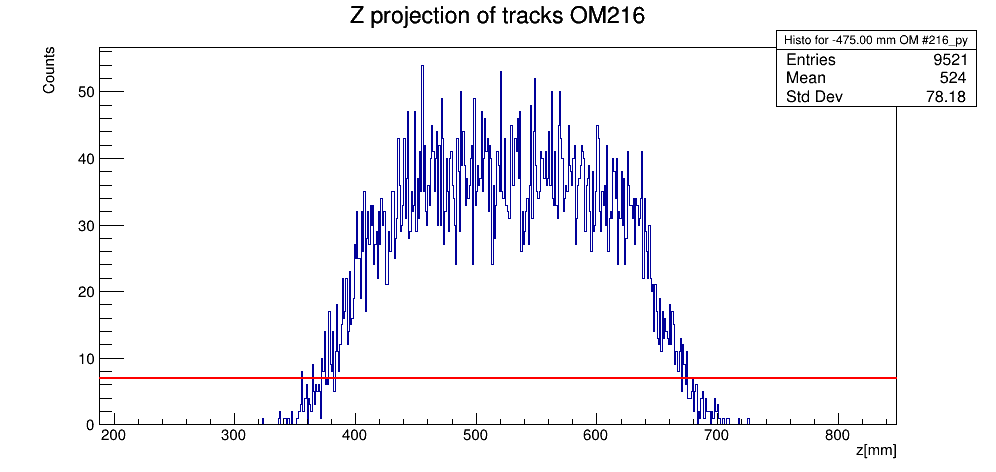 Z projection of tracks OM216
Histo for -475.00 mm OM #216_py
Entries 9521
Mean 524
Std Dev 78.18
Counts
50
40
30
20
10
0
200 300 400 500 600 700 800
z[mm]